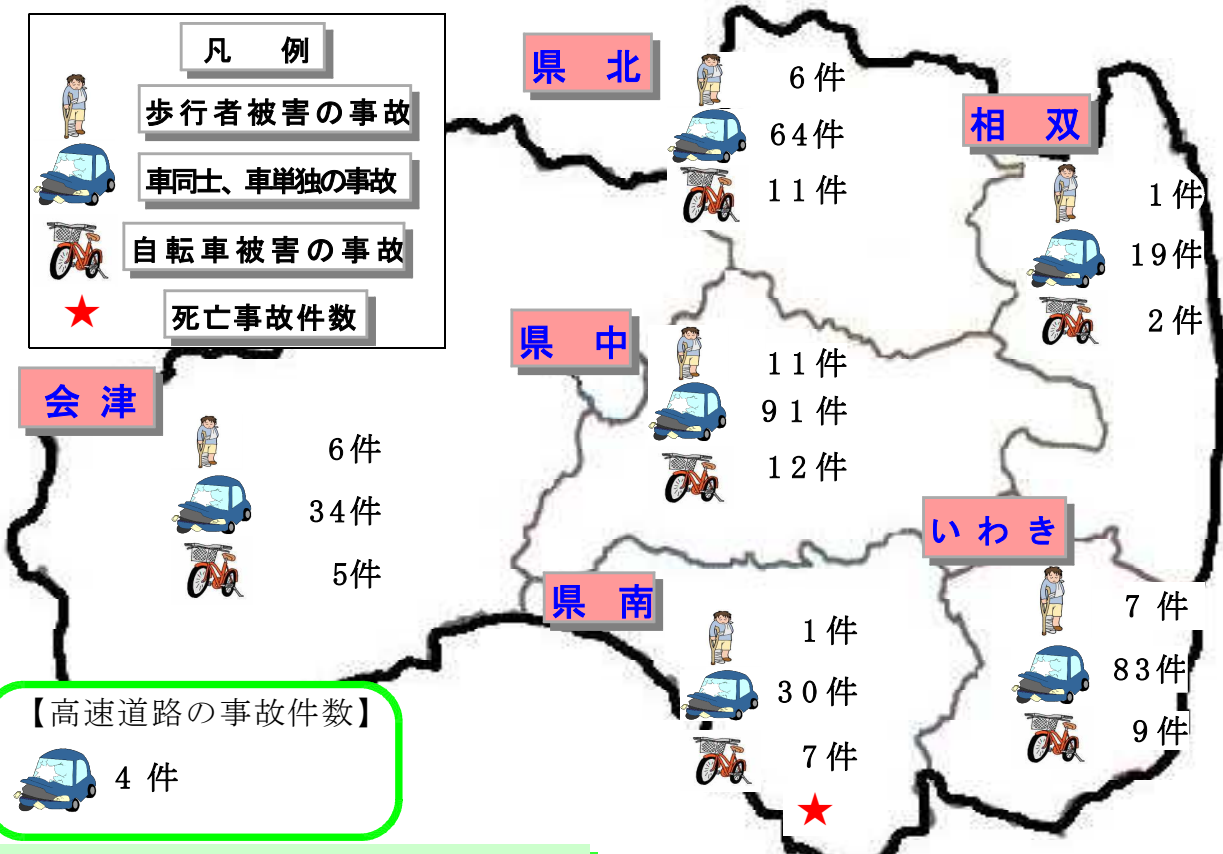 凡　例
歩行者被害の事故
車同士、車単独の事故
自転車被害の事故
死亡事故件数
県　北
6件
64件
11件
相　双
1件
19件
2件
県　中
11件
91件
12件
会 津
6件
34件
5件
いわき
7 件
83件
9件
県　南
1件
30件
7件
【高速道路の事故件数】
4 件